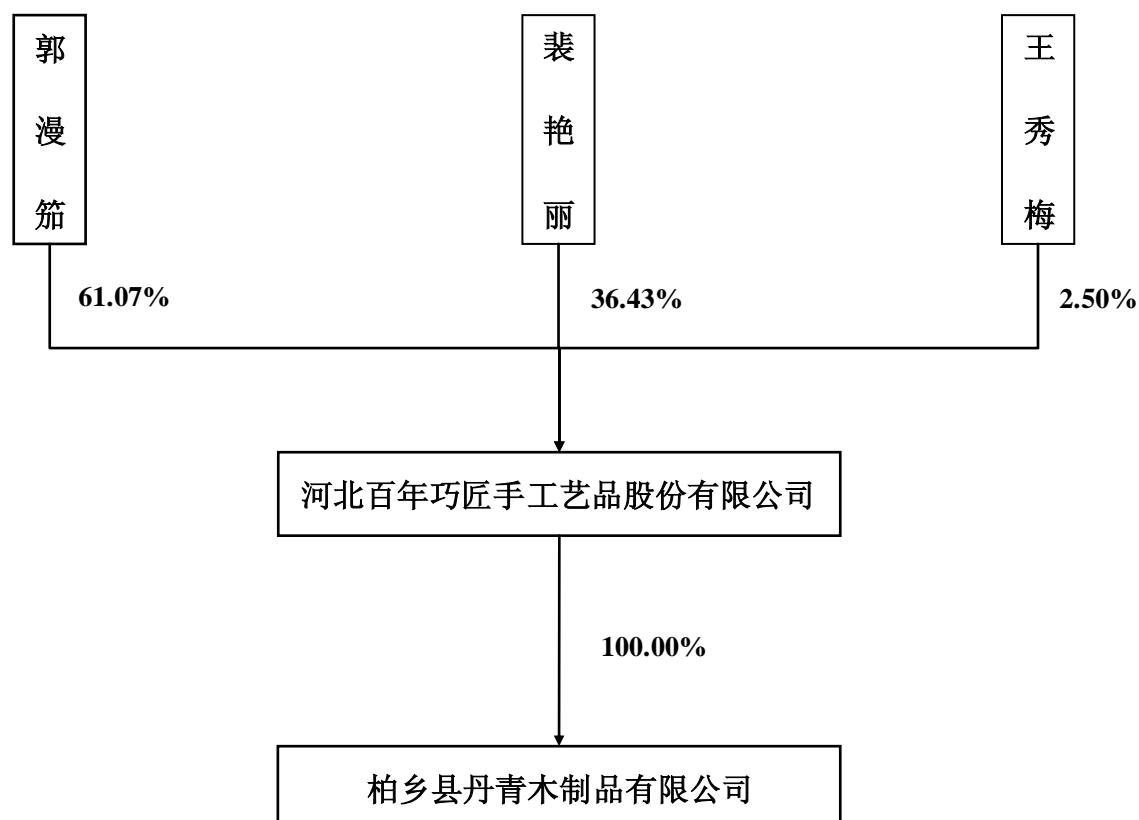 郭漫笳
裴艳丽
王秀梅
61.07%
36.43%
2.50%
河北百年巧匠手工艺品股份有限公司
100.00%
柏乡县丹青木制品有限公司